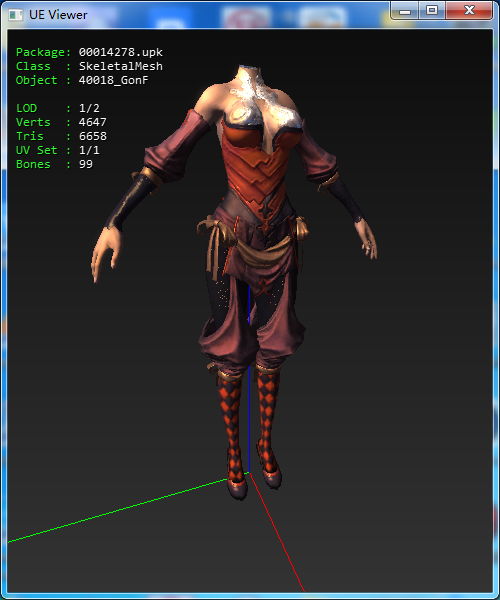 UE Viewer
Package: 00014278.upk
Class : SkeletalMesh
Object : 40018_GonF
LOD : 1/2
Verts : 4647
Tris : 6658
UV Set : 1/1
Bones : 99